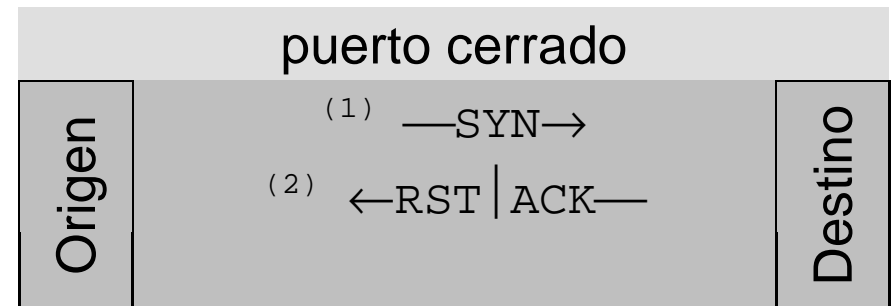 puerto cerrado
Origen
(1) —SYN→
(2) ←RST|ACK—
Destino